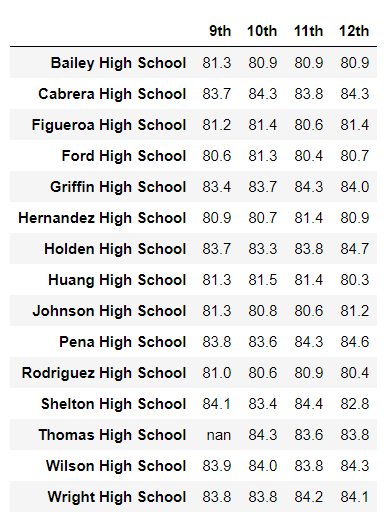 9th 10th 11th 12th
Bailey High School 81.3 80.9 80.9 80.9
Cabrera High School 83.7 84.3 83.8 84.3
Figueroa High School 81.2 81.4 80.6 81.4
Ford High School 80.6 81.3 80.4 80.7
Griffin High School 83.4 83.7 84.3 84.0
Hernandez High School 80.9 80.7 81.4 80.9
Holden High School 83.7 83.3 83.8 84.7
Huang High School 81.3 81.5 81.4 80.3
Johnson High School 81.3 80.8 80.6 81.2
Pena High School 83.8 83.6 84.3 84.6
Rodriguez High School 81.0 80.6 80.9 80.4
Shelton High School 84.1 83.4 84.4 82.8
Thomas High School nan 84.3 83.6 83.8
Wilson High School 83.9 84.0 83.8 84.3
Wright High School 83.8 83.8 84.2 84.1